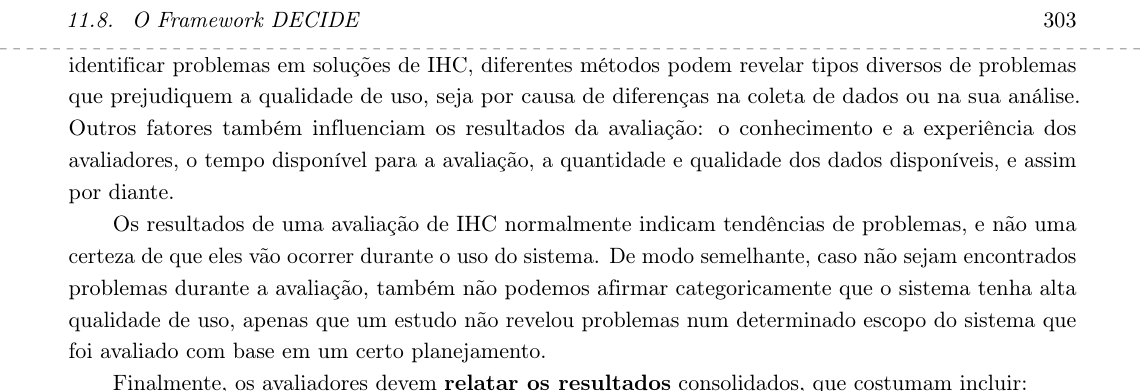 11.8. O Framework DECIDE 303
identificar problemas em soluções de IHC, diferentes métodos podem revelar tipos diversos de problemas
que prejudiquem a qualidade de uso, seja por causa de diferenças na coleta de dados ou na sua análise.
Outros fatores também influenciam os resultados da avaliação: o conhecimento e a experiência dos
avaliadores, o tempo disponível para a avaliação, a quantidade e qualidade dos dados disponíveis, e assim
por diante.
Os resultados de uma avaliação de IHC normalmente indicam tendências de problemas, e não uma
certeza de que eles vão ocorrer durante o uso do sistema. De modo semelhante, caso não sejam encontrados
problemas durante a avaliação, também não podemos afirmar categoricamente que o sistema tenha alta
qualidade de uso, apenas que um estudo não revelou problemas num determinado escopo do sistema que
foi avaliado com base em um certo planejamento.
Finalmente, os avaliadores devem relatar os resultados consolidados, que costumam incluir: